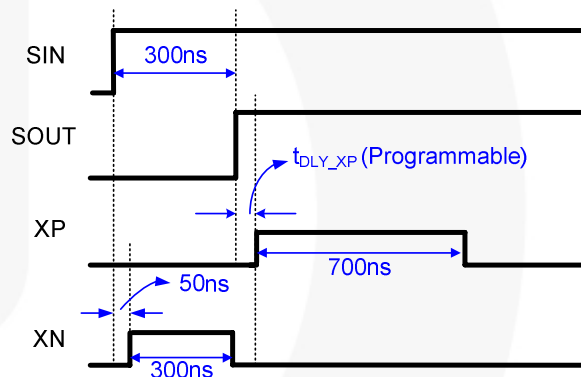 SIN
300ns
SOUT
tDLY_XP (Programmable)
XP
700ns
50ns
XN
300ns